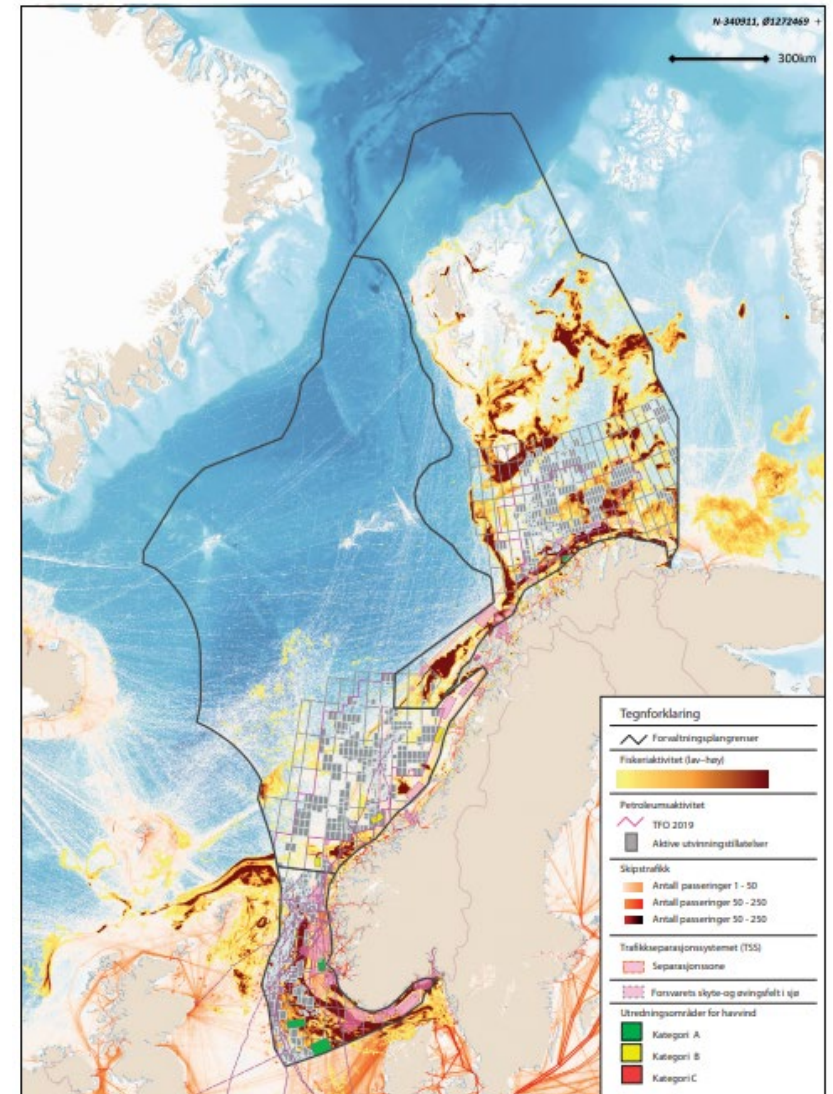 N-340911, Ø1272469 +
300km
Tegnforklaring
Forvaltningsplangrenser
Fiskeriaktivitet (lav–høy)
Petroleumsaktivitet
TFO 2019
Aktive utvinningstillatelser
Skipstrafikk
Antall passeringer 1 - 50
Antall passeringer 50 - 250
Antall passeringer 50 - 250
Trafikkseparasjonssystemet (TSS)
Separasjonssone
Forsvarets skyte-og øvingsfelt i sjø
Utredningsområder for havvind
Kategori A
Kategori B
Kategori C